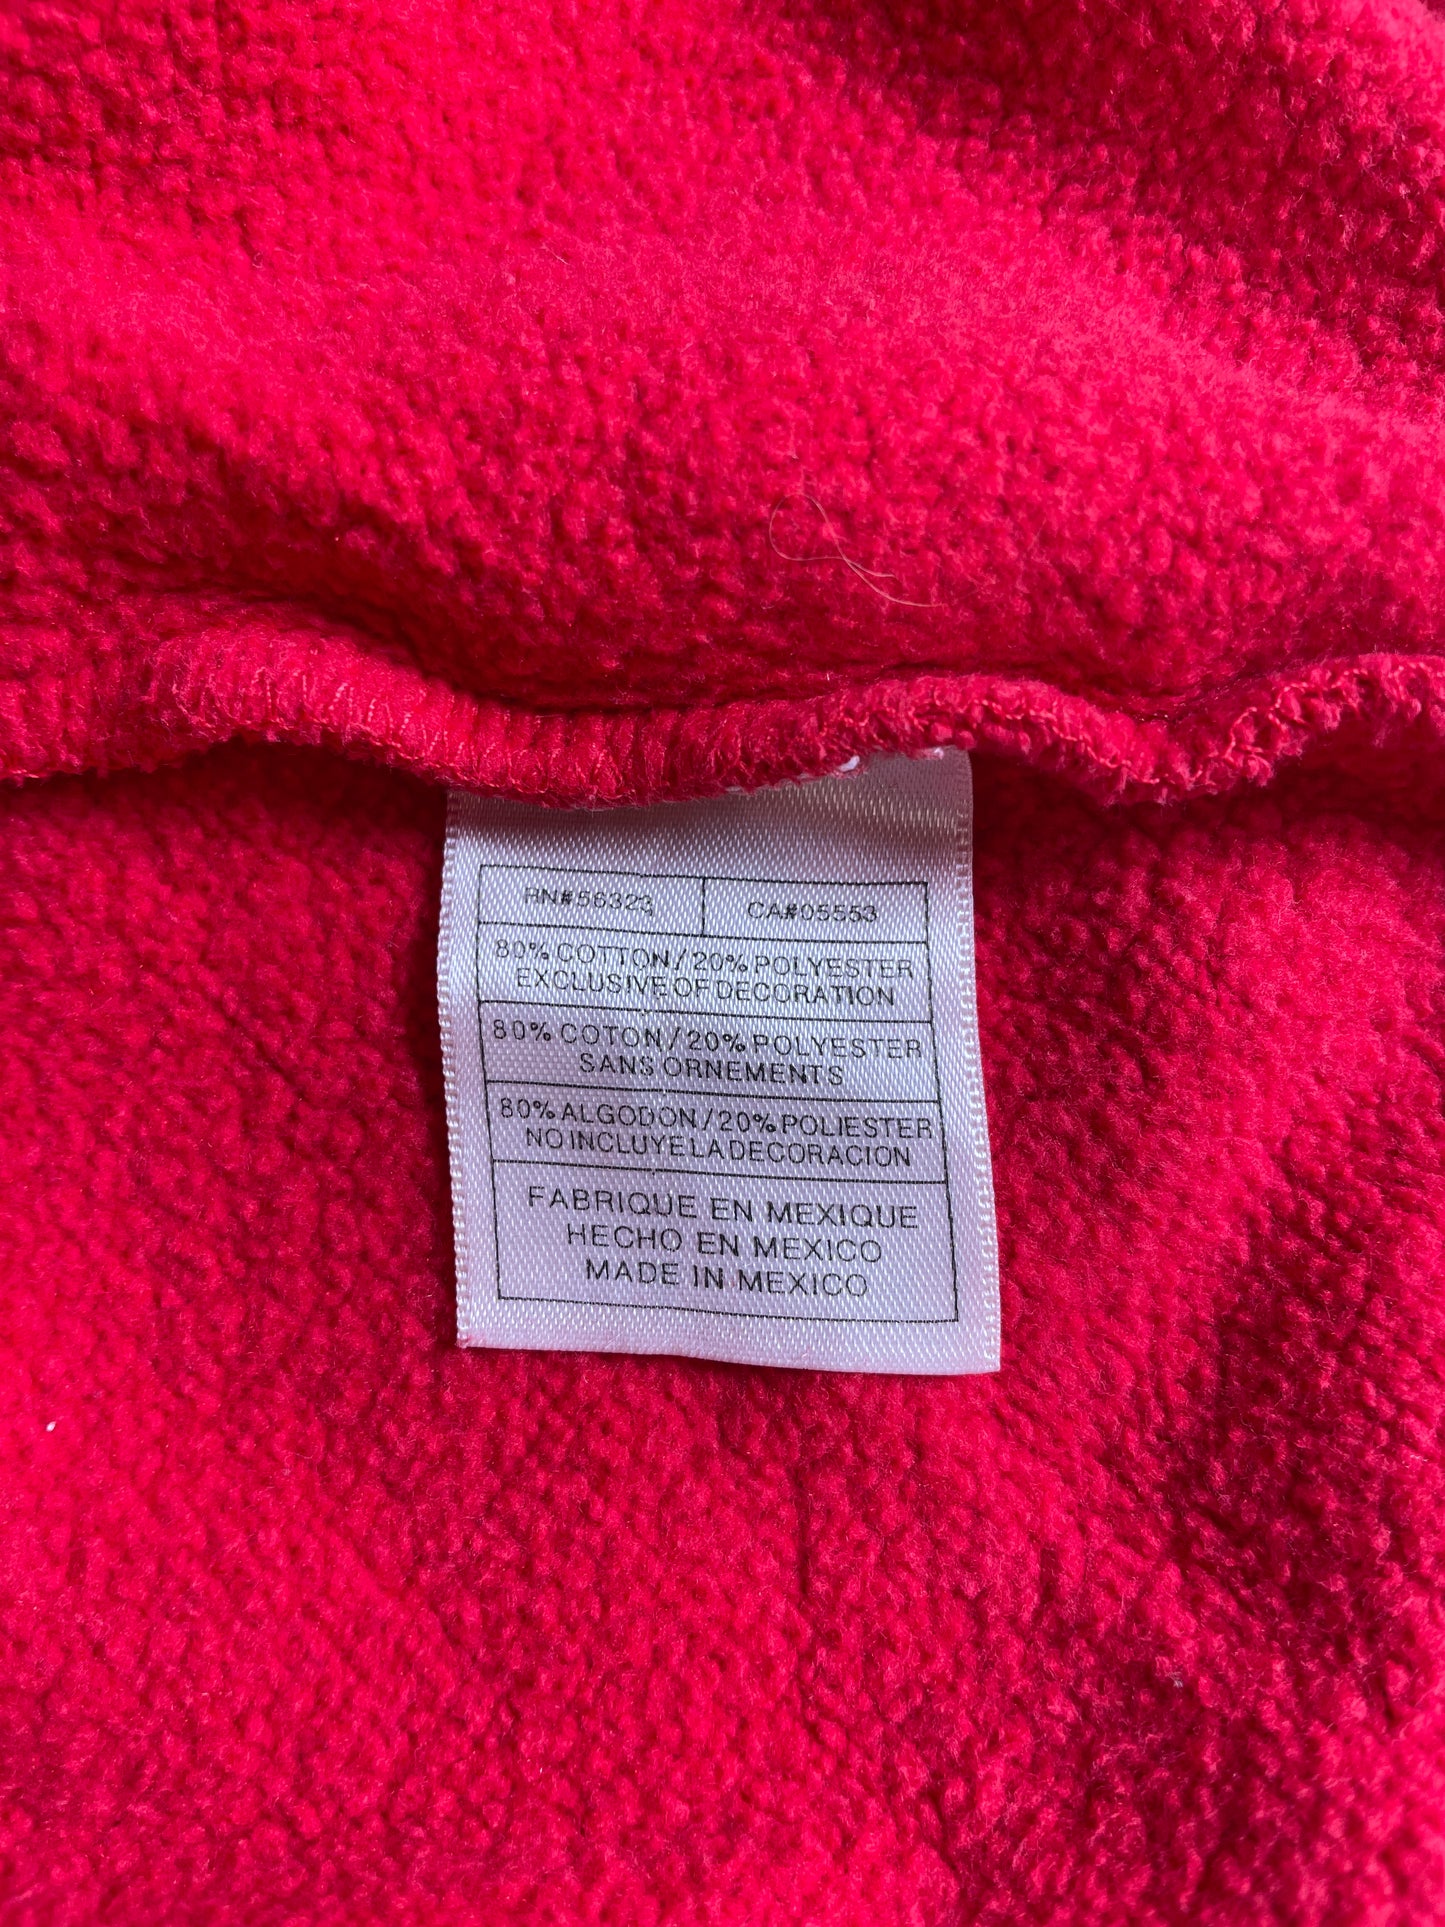 RN#56323 CA#05553
80% COTTON/20% POLYESTER
EXCLUSIVE OF DECORATION
80% COTON/20% POLYESTER
SANS ORNEMENTS
80% ALGODON/20% POLIESTER
NO INCLUYE LA DECORACION
FABRIQUE EN MEXIQUE
HECHO EN MEXICO
MADE IN MEXICO